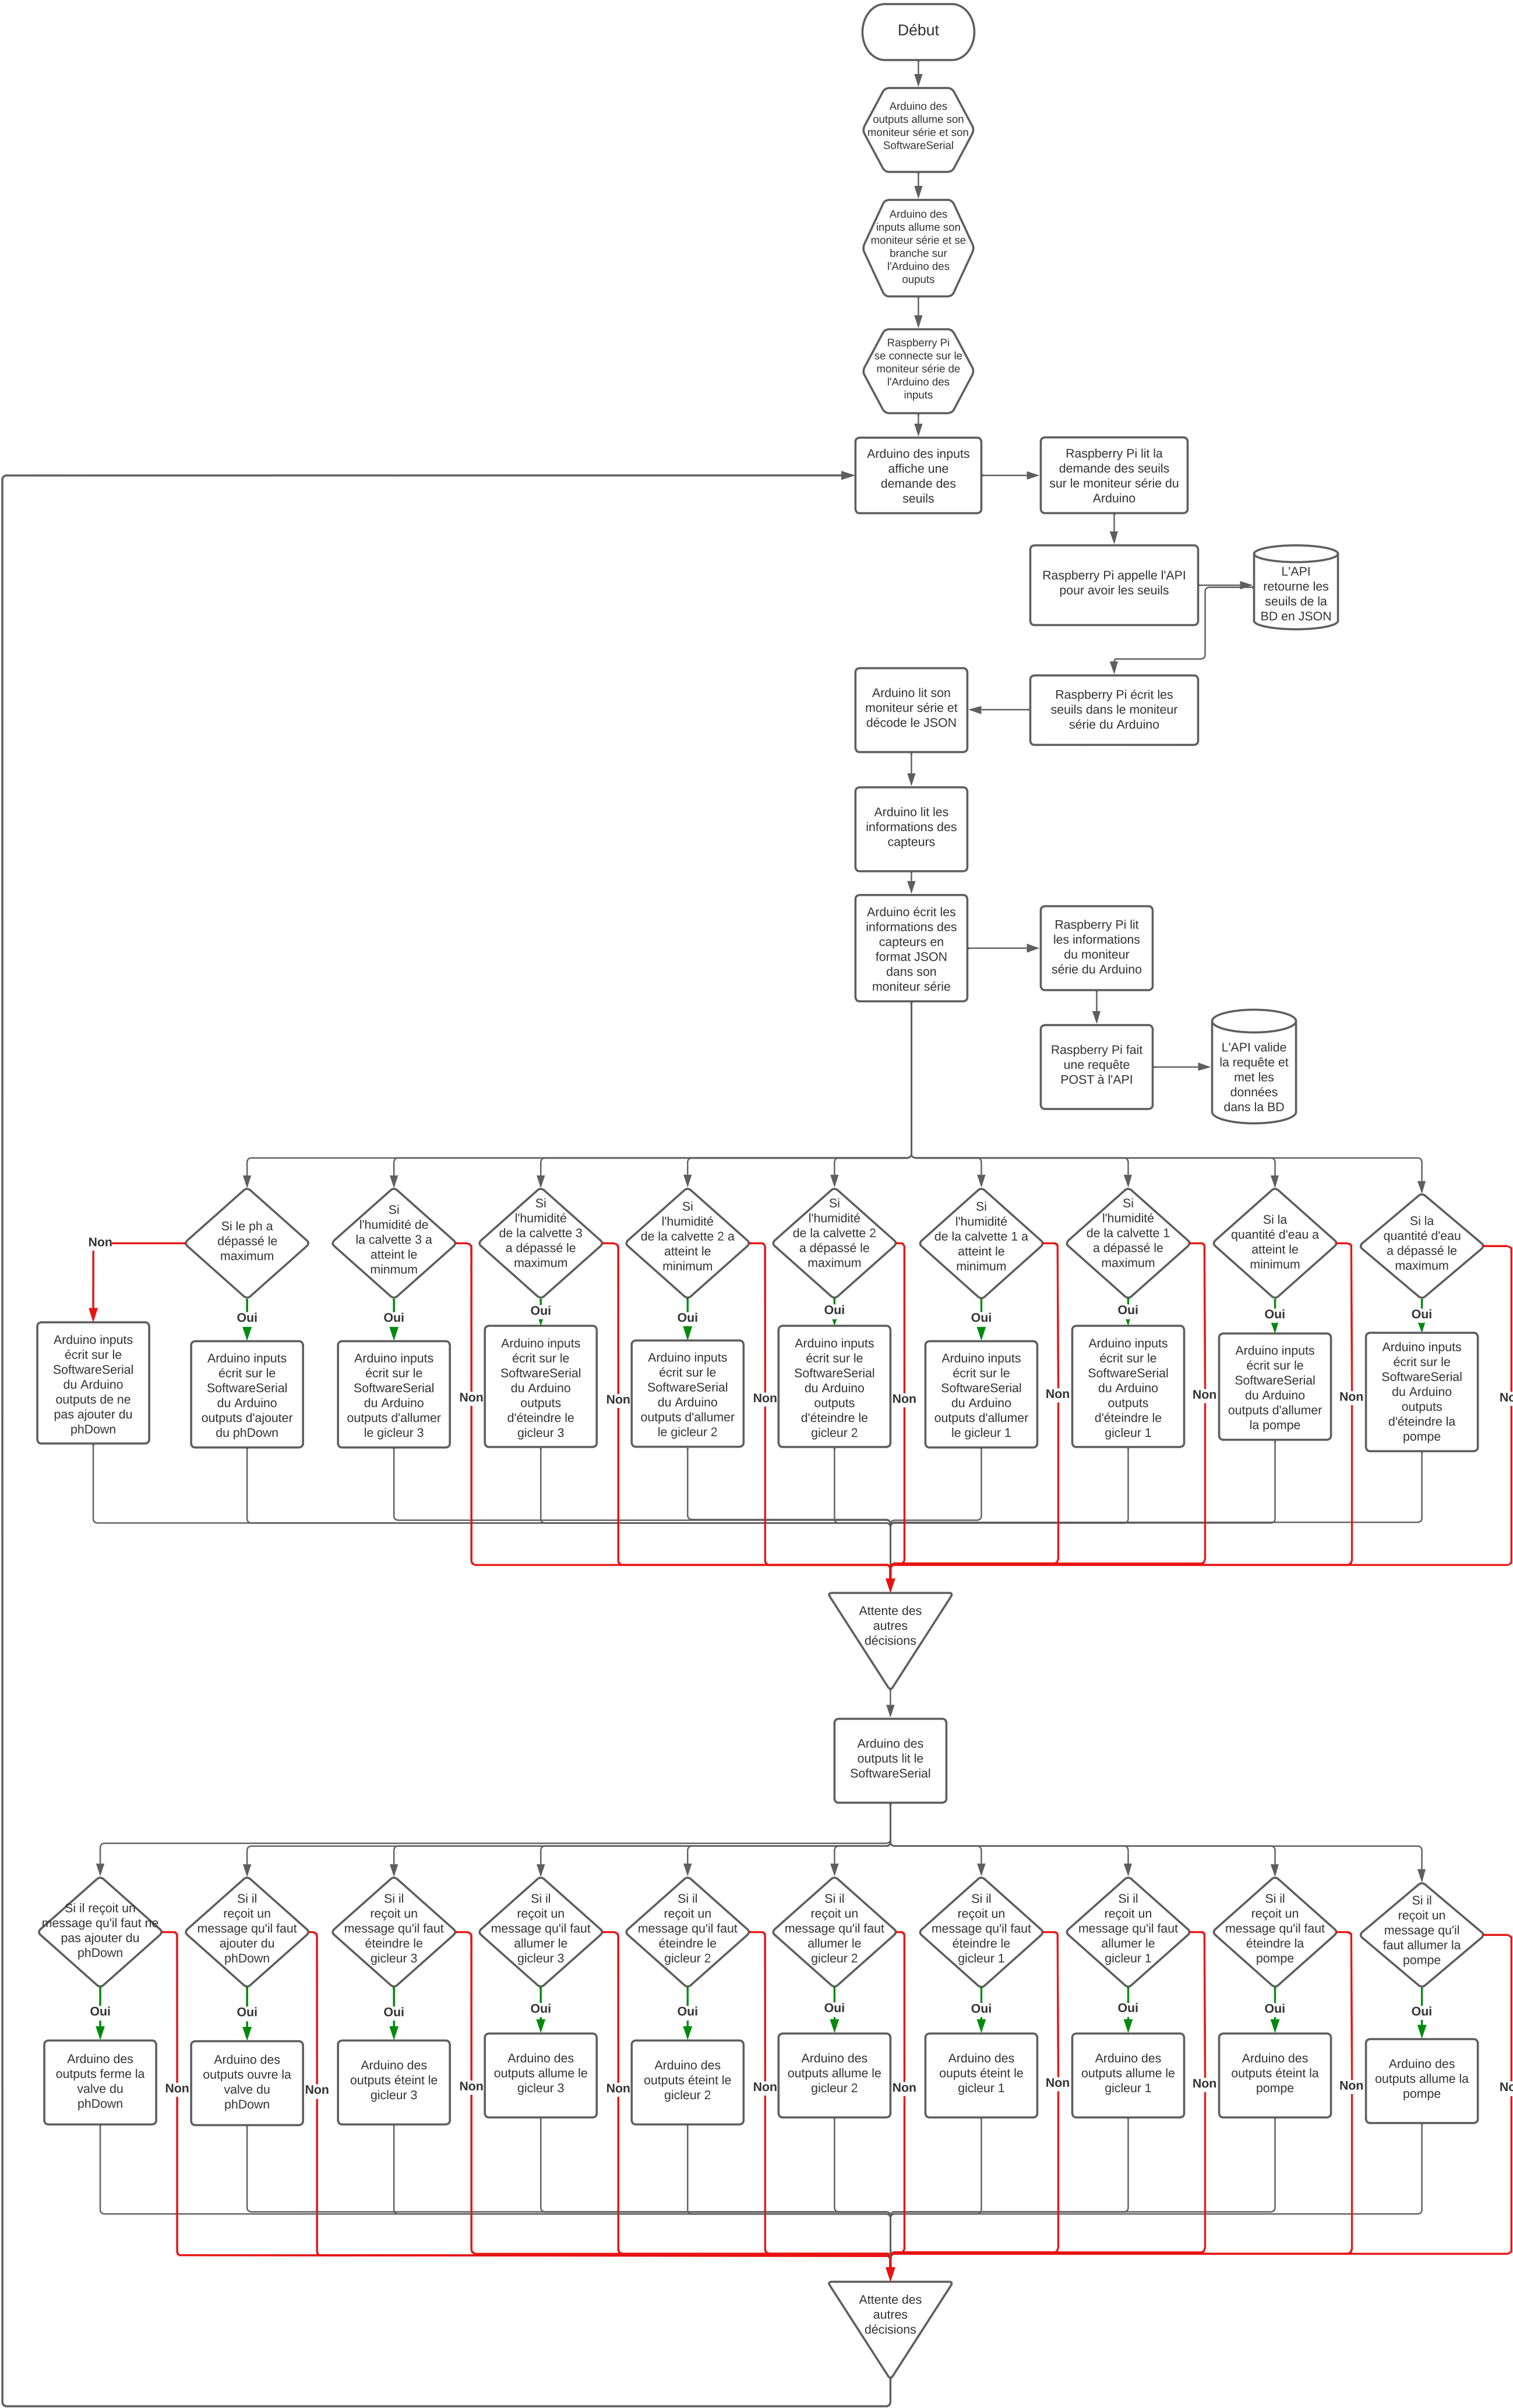 Début
Arduino des
outputs allume son
moniteur série et son
SoftwareSerial
Arduino des
inputs allume son
moniteur série et se
branche sur
l'Arduino des
ouputs
Raspberry Pi
se connecte sur le
moniteur série de
l'Arduino des
inputs
Arduino des inputs
affiche une
demande des
seuils
Raspberry Pi lit la
demande des seuils
sur le moniteur série du
Arduino
Raspberry Pi appelle l'API
pour avoir les seuils
L'API
retourne les
seuils de la
BD en JSON
Raspberry Pi écrit les
seuils dans le moniteur
série du Arduino
Arduino lit son
moniteur série et
décode le JSON
Arduino lit les
informations des
capteurs
Arduino écrit les
informations des
capteurs en
format JSON
dans son
moniteur série
Raspberry Pi lit
les informations
du moniteur
série du Arduino
Raspberry Pi fait
une requête
POST à l'API
L'API valide
la requête et
met les
données
dans la BD
Si le ph a
dépassé le
maximum
Si
l'humidité de
la calvette 3 a
atteint le
minmum
Si
l'humidité
de la calvette 3
a dépassé le
maximum
Si
l'humidité
de la calvette 2 a
atteint le
minimum
Si
l'humidité
de la calvette 2
a dépassé le
maximum
Si
l'humidité
de la calvette 1 a
atteint le
minimum
Si
l'humidité
de la calvette 1
a dépassé le
maximum
Si la
quantité d'eau a
atteint le
minimum
Si la
quantité d'eau
a dépassé le
maximum
Non
Oui
Oui
Oui
Oui
Oui
Oui
Oui
Oui
Oui
Arduino inputs
écrit sur le
SoftwareSerial
du Arduino
outputs de ne
pas ajouter du
phDown
Arduino inputs
écrit sur le
SoftwareSerial
du Arduino
outputs d'ajouter
du phDown
Arduino inputs
écrit sur le
SoftwareSerial
du Arduino
outputs d'allumer
le gicleur 3
Arduino inputs
écrit sur le
SoftwareSerial
du Arduino
outputs
d'éteindre le
gicleur 3
Arduino inputs
écrit sur le
SoftwareSerial
du Arduino
outputs d'allumer
le gicleur 2
Arduino inputs
écrit sur le
SoftwareSerial
du Arduino
outputs
d'éteindre le
gicleur 2
Arduino inputs
écrit sur le
SoftwareSerial
du Arduino
outputs d'allumer
le gicleur 1
Arduino inputs
écrit sur le
SoftwareSerial
du Arduino
outputs
d'éteindre le
gicleur 1
Arduino inputs
écrit sur le
SoftwareSerial
du Arduino
outputs d'allumer
la pompe
Arduino inputs
écrit sur le
SoftwareSerial
du Arduino
outputs
d'éteindre la
pompe
Non
Non
Non
Non
Non
Non
Non
Attente des
autres
décisions
Arduino des
outputs lit le
SoftwareSerial
Si il reçoit un
message qu'il faut ne
pas ajouter du
phDown
Si il
reçoit un
message qu'il faut
ajouter du
phDown
Si il
reçoit un
message qu'il faut
éteindre le
gicleur 3
Si il
reçoit un
message qu'il faut
allumer le
gicleur 3
Si il
reçoit un
message qu'il faut
éteindre le
gicleur 2
Si il
reçoit un
message qu'il faut
allumer le
gicleur 2
Si il
reçoit un
message qu'il faut
éteindre le
gicleur 1
Si il
reçoit un
message qu'il faut
allumer le
gicleur 1
Si il
reçoit un
message qu'il faut
éteindre la
pompe
Si il
reçoit un
message qu'il
faut allumer la
pompe
Oui
Oui
Oui
Oui
Oui
Oui
Oui
Oui
Oui
Oui
Arduino des
outputs ferme la
valve du
phDown
Arduino des
outputs ouvre la
valve du
phDown
Arduino des
outputs éteint le
gicleur 3
Arduino des
outputs allume le
gicleur 3
Arduino des
outputs éteint le
gicleur 2
Arduino des
outputs allume le
gicleur 2
Arduino des
ouputs éteint le
gicleur 1
Arduino des
outputs allume le
gicleur 1
Arduino des
outputs éteint la
pompe
Arduino des
outputs allume la
pompe
Non
Non
Non
Non
Non
Non
Non
Non
Non
Attente des
autres
décisions